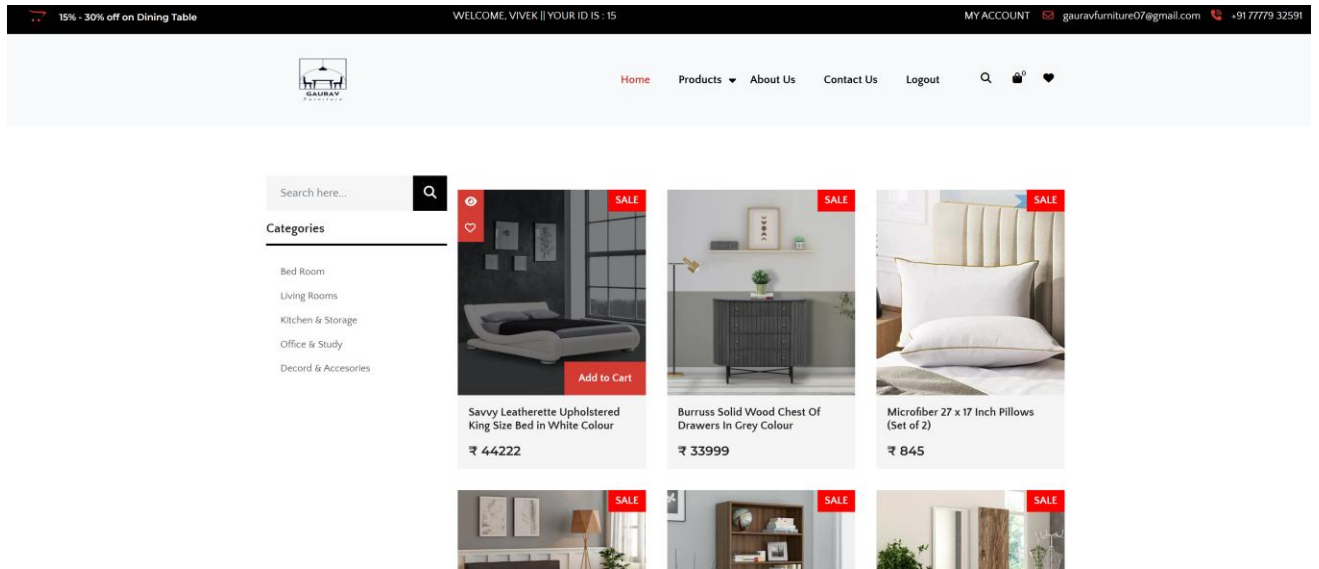 15% - 30% off on Dining Table
WELCOME, VIVEK || YOUR ID IS : 15
MY ACCOUNT
gauravfurniture07@gmail.com
+91 77779 32591
GAURAV
Furniture
Home
Products
About Us
Contact Us
Logout
0
Search here...
Categories
Bed Room
Living Rooms
Kitchen & Storage
Office & Study
Decord & Accesories
SALE
Add to Cart
Savvy Leatherette Upholstered
King Size Bed in White Colour
₹ 44222
SALE
Burruss Solid Wood Chest Of
Drawers In Grey Colour
₹ 33999
SALE
Microfiber 27 x 17 Inch Pillows
(Set of 2)
₹ 845
SALE
SALE
SALE